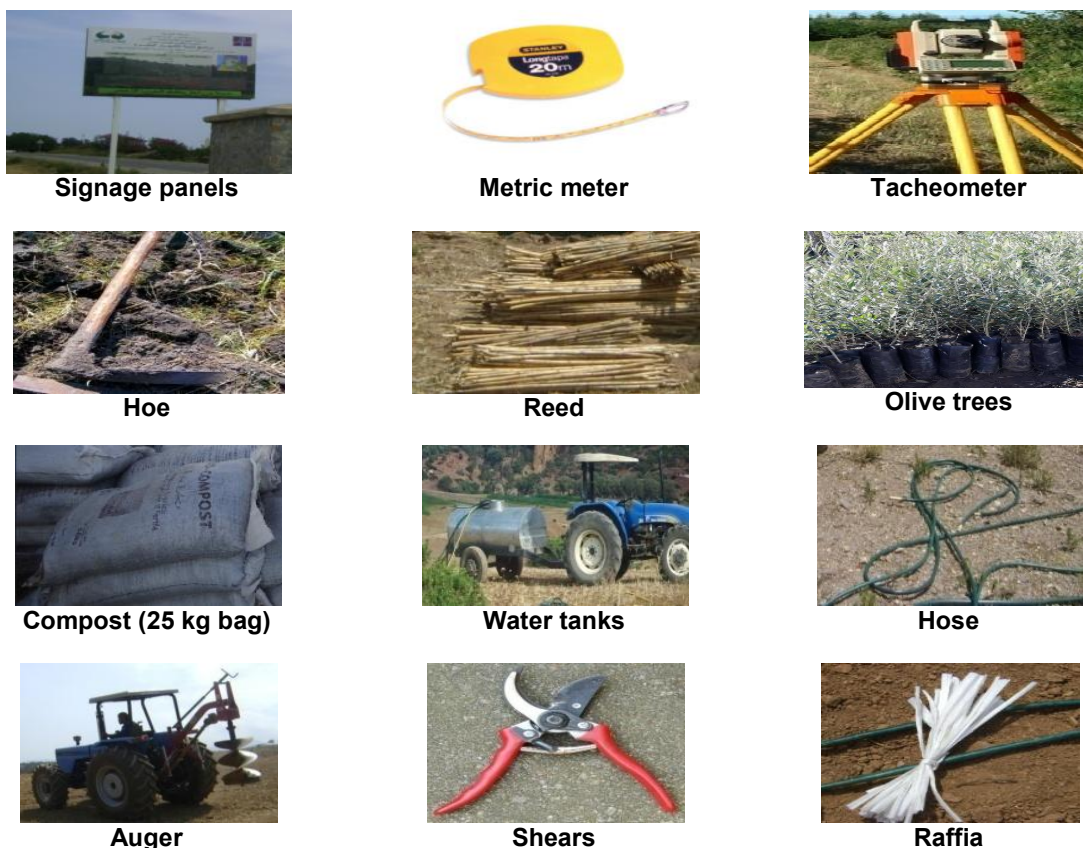 STANLEY
Longtape
20m
Signage panels
Metric meter
Tacheometer
Hoe
Reed
Olive trees
COMPOST
Compost (25 kg bag)
Water tanks
Hose
Auger
Shears
Raffia